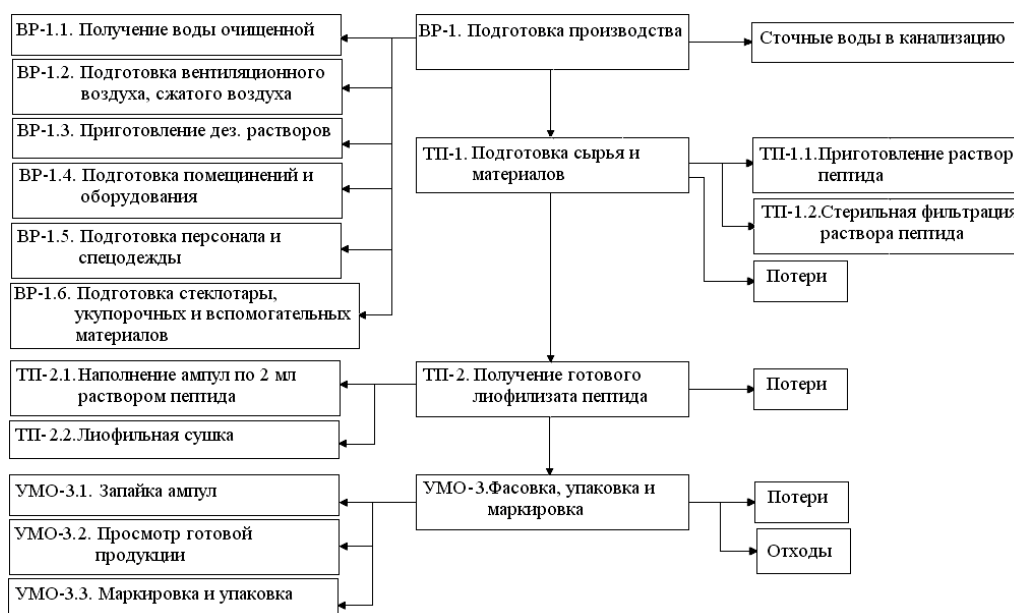 ВР-1.1. Получение воды очищенной
ВР-1. Подготовка производства
Сточные воды в канализацию
ВР-1.2. Подготовка вентиляционного
воздуха, сжатого воздуха
ВР-1.3. Приготовление дез. растворов
ВР-1.4. Подготовка помещинений и
оборудования
ВР-1.5. Подготовка персонала и
спецодежды
ВР-1.6. Подготовка стеклотары,
укупорочных и вспомогательных
материалов
ТП-1. Подготовка сырья и
материалов
ТП-1.1.Приготовление раствор
пептида
ТП-1.2.Стерильная фильтрация
раствора пептида
Потери
ТП-2.1.Наполнение ампул по 2 мл
раствором пептида
ТП-2.2.Лиофильная сушка
ТП-2. Получение готового
лиофилизата пептида
Потери
УМО-3.1. Запайка ампул
УМО-3.2. Просмотр готовой
продукции
УМО-3.3. Маркировка и упаковка
УМО-3.Фасовка, упаковка и
маркировка
Потери
Отходы